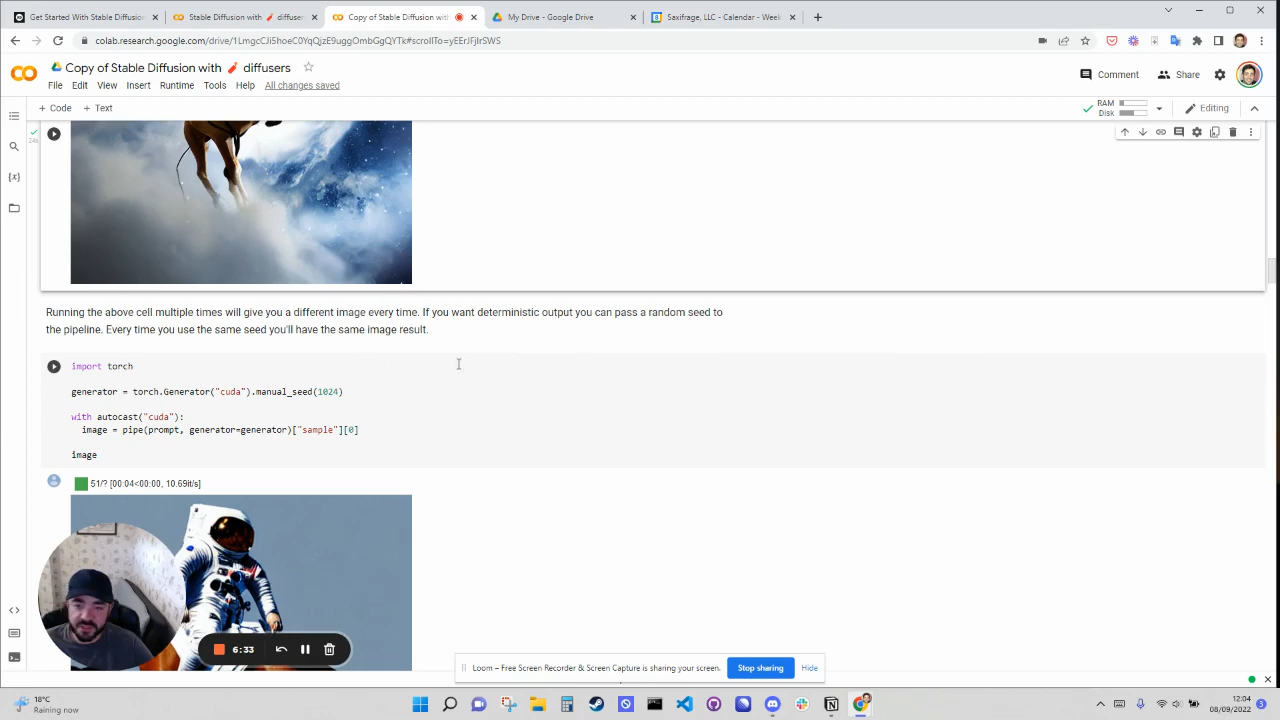 Get Started With Stable Diffusion
Stable Diffusion with 🧨 diffusers
Copy of Stable Diffusion with
My Drive - Google Drive
Saxifrage, LLC - Calendar - Week
colab.research.google.com/drive/1LmgcCJi5hoeC0YqQjzE9uggOmbGgQYTk#scrollTo=yEErJFjlrSWS
Copy of Stable Diffusion with 🧨 diffusers
File Edit View Insert Runtime Tools Help All changes saved
Comment
Share
+ Code + Text
RAM
Disk
Editing
24s
Running the above cell multiple times will give you a different image every time. If you want deterministic output you can pass a random seed to
the pipeline. Every time you use the same seed you'll have the same image result.
import torch
generator = torch.Generator("cuda").manual_seed(1024)
with autocast("cuda"):
image = pipe(prompt, generator=generator)["sample"][0]
image
51/? [00:04<00:00, 10.69it/s]
6:33
Loom – Free Screen Recorder & Screen Capture is sharing your screen.
Stop sharing
Hide
18°C
Raining now
12:04
08/09/2022